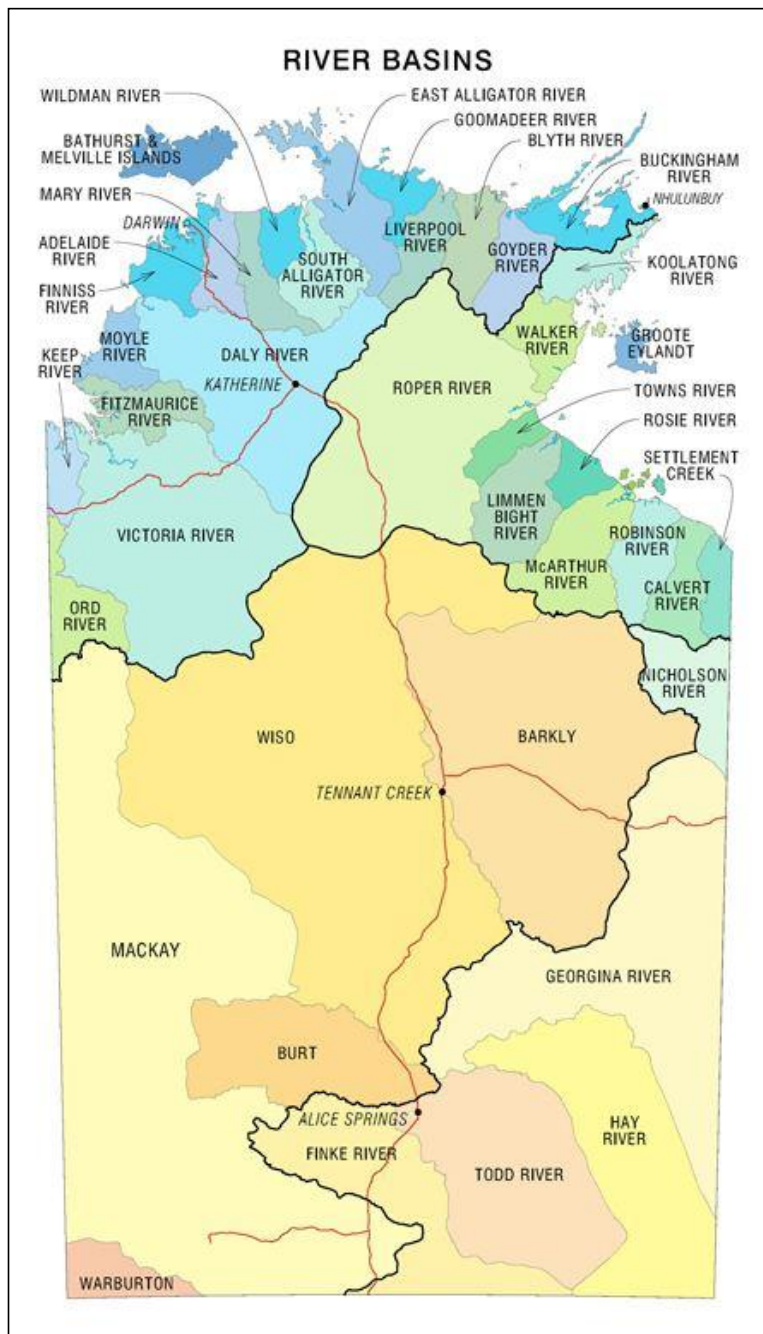 RIVER BASINS
WILDMAN RIVER
EAST ALLIGATOR RIVER
GOOMADEER RIVER
BLYTH RIVER
BATHURST &
MELVILLE ISLANDS
BUCKINGHAM
RIVER
MARY RIVER
NHULUNBUY
DARWIN
ADELAIDE
RIVER
LIVERPOOL
RIVER
GOYDER
RIVER
SOUTH
ALLIGATOR
RIVER
KOOLATONG
RIVER
FINNISS
RIVER
MOYLE
RIVER
DALY RIVER
WALKER
RIVER
GROOTE
EYLANDT
KEEP
RIVER
KATHERINE
ROPER RIVER
FITZMAURICE
RIVER
TOWNS RIVER
ROSIE RIVER
SETTLEMENT
CREEK
LIMMEN
BIGHT
RIVER
VICTORIA RIVER
ROBINSON
RIVER
McARTHUR
RIVER
CALVERT
RIVER
ORD
RIVER
NICHOLSON
RIVER
WISO
BARKLY
TENNANT CREEK
MACKAY
GEORGINA RIVER
BURT
ALICE SPRINGS
FINKE RIVER
HAY
RIVER
TODD RIVER
WARBURTON